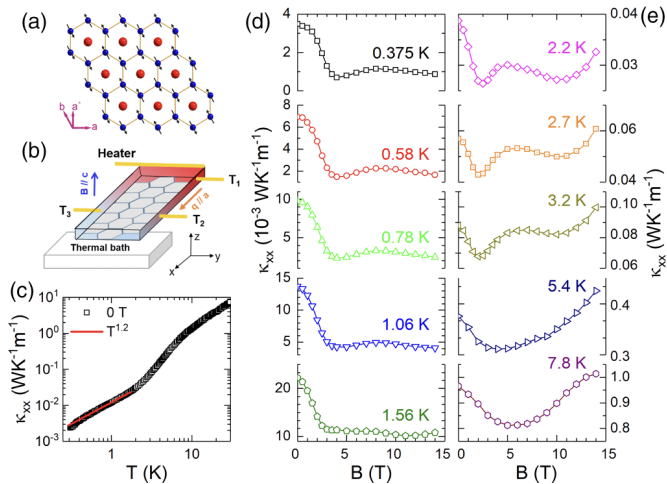 (a)
b a* a
(b)
Heater
B // c
q // a
T1
T2
T3
Thermal bath
z
y
x
(c)
κxx (WK⁻¹m⁻¹)
10¹
10⁰
10⁻¹
10⁻²
10⁻³
0 T
T^1.2
1 10
T (K)
(d)
κxx (10⁻³ WK⁻¹m⁻¹)
4
3
2
1
0
0.375 K
8
6
4
2
0.58 K
10
5
0.78 K
15
10
5
1.06 K
20
10
1.56 K
0 5 10 15
B (T)
(e)
κxx (WK⁻¹m⁻¹)
2.2 K
0.04
0.03
2.7 K
0.06
0.05
0.04
3.2 K
0.10
0.08
0.06
5.4 K
0.4
0.3
7.8 K
1.0
0.9
0.8
0 5 10 15
B (T)